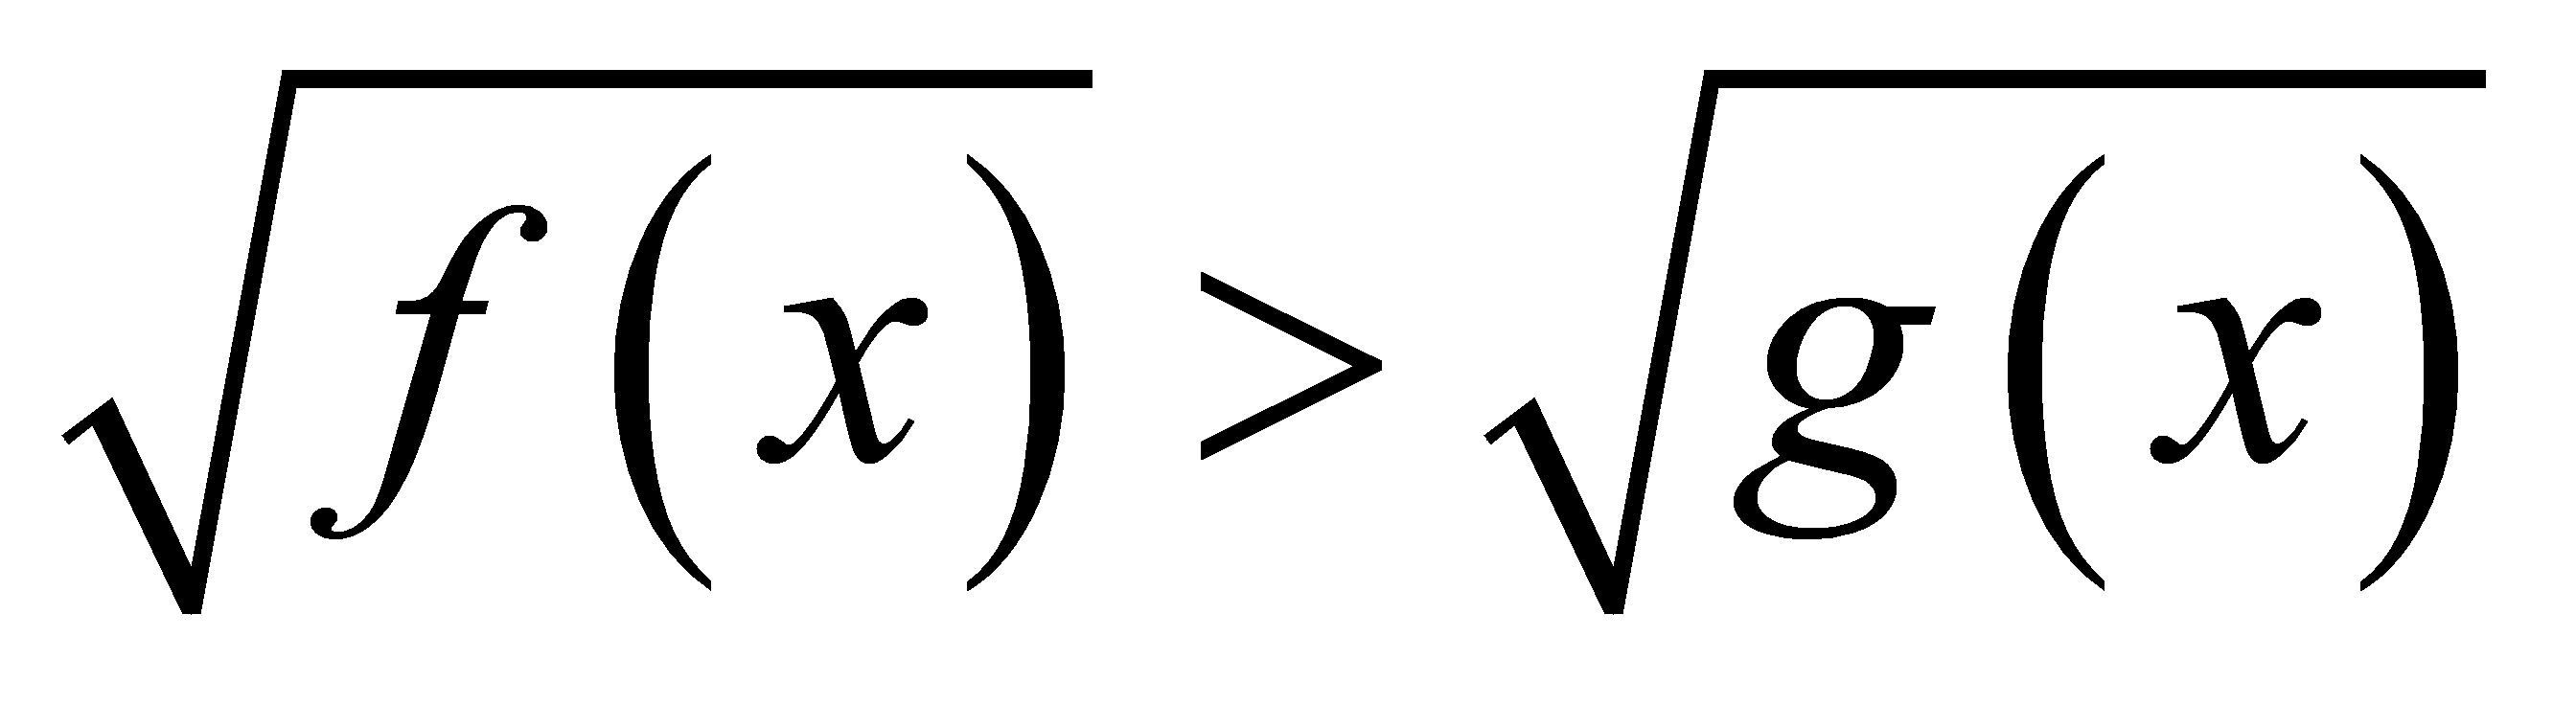 √f(x) > √g(x)